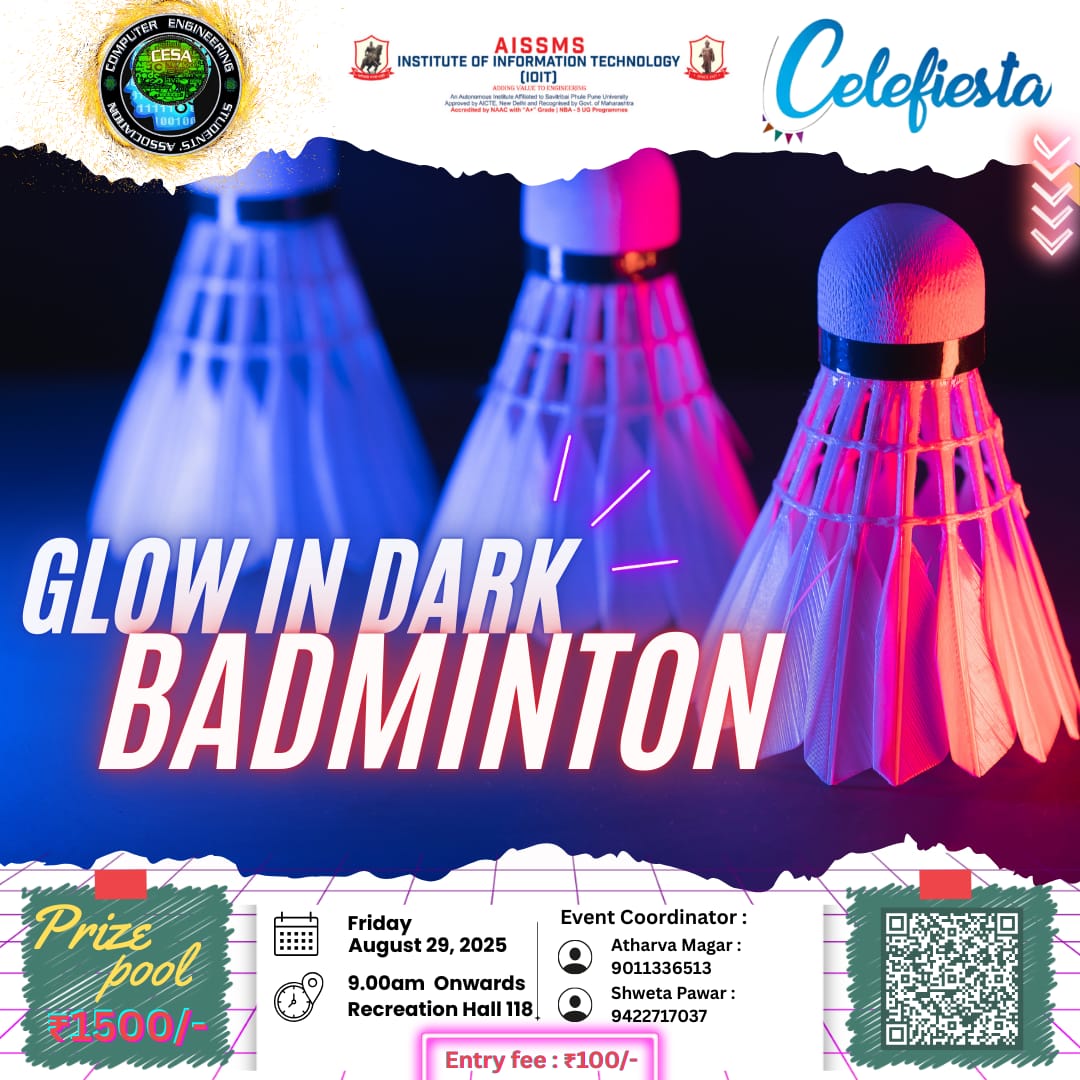 COMPUTER ENGINEERING
STUDENTS' ASSOCIATION
CESA
AISSMS
INSTITUTE OF INFORMATION TECHNOLOGY
(IOIT)
ADDING VALUE TO ENGINEERING
An Autonomous Institute Affiliated to Savitribai Phule Pune University
Approved by AICTE, New Delhi and Recognised by Govt. of Maharashtra
Accredited by NAAC with "A+" Grade | NBA - 5 UG Programmes
Celefiesta
GLOW IN DARK
BADMINTON
Prize
pool
₹1500/-
Friday
August 29, 2025
9.00am Onwards
Recreation Hall 118
Event Coordinator :
Atharva Magar :
9011336513
Shweta Pawar :
9422717037
Entry fee : ₹100/-